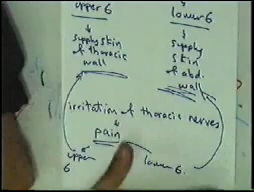 upper 6
lower 6
supply skin
of thoracic
wall
supply
skin
of abd.
wall
irritation of thoracic nerves
pain
upper
6
lower 6.